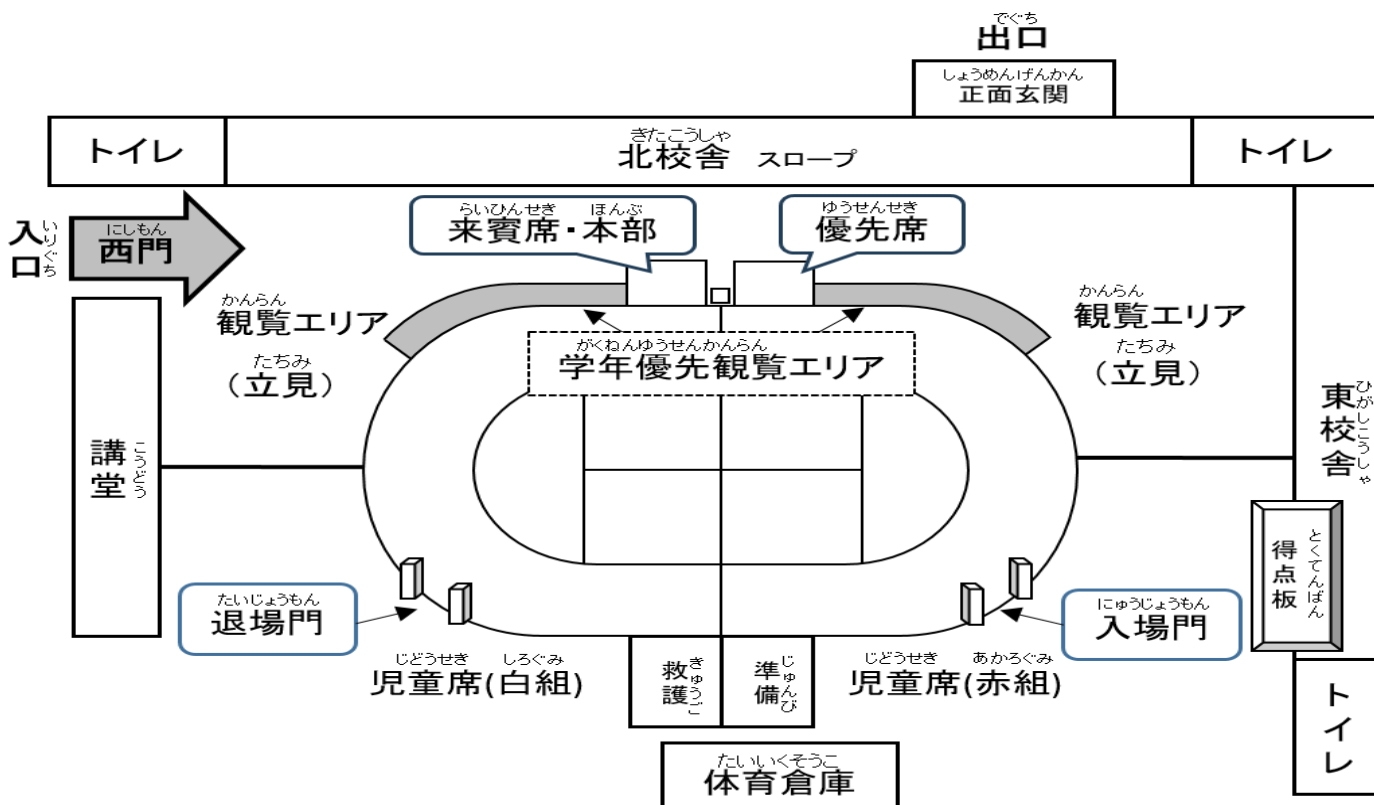 でぐち
出口
しょうめんげんかん
正面玄関
トイレ
きたこうしゃ
北校舎 スロープ
トイレ
いりぐち
入口
にしもん
西門
らいひんせき ほんぶ
来賓席・本部
ゆうせんせき
優先席
かんらん
観覧エリア
たちみ
（立見）
がくねんゆうせんかんらん
学年優先観覧エリア
かんらん
観覧エリア
たちみ
（立見）
こうどう
講堂
ひがしこうしゃ
東校舎
とくてんばん
得点板
たいじょうもん
退場門
にゅうじょうもん
入場門
じどうせき しろぐみ
児童席(白組)
きゅうご
救護
じゅんび
準備
じどうせき あかろぐみ
児童席(赤組)
たいいくそうこ
体育倉庫
トイレ